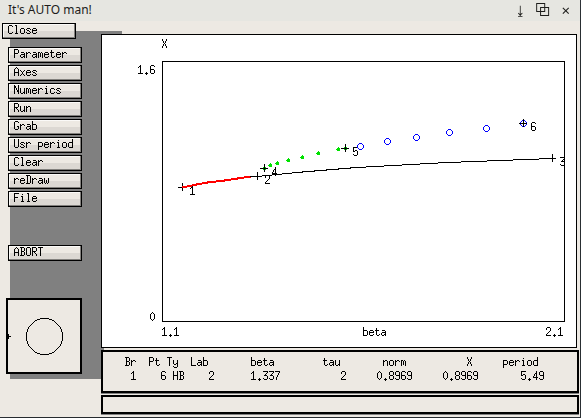 It's AUTO man!
Close
Parameter
Axes
Numerics
Run
Grab
Usr period
Clear
reDraw
File
ABORT
X
1.6
0
1.1 beta 2.1
1
2
3
4
5
6
Br Pt Ty Lab beta tau norm X period
1 6 HB 2 1.337 2 0.8969 0.8969 5.49